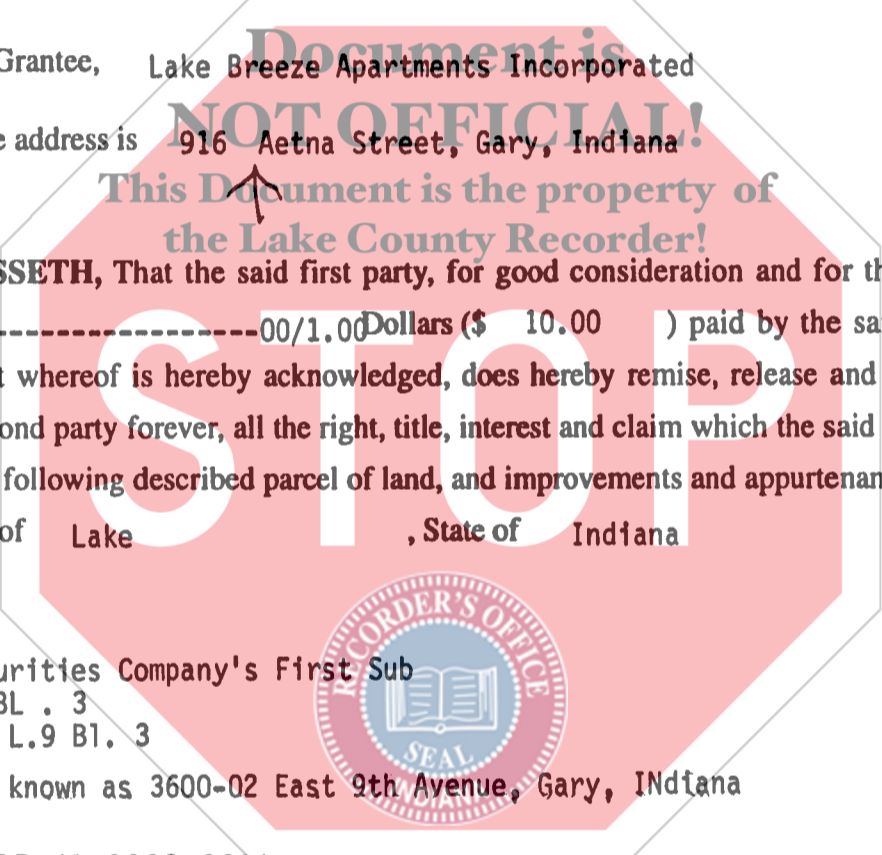 Document is
Grantee, Lake Breeze Apartments Incorporated
NOT OFFICIAL!
e address is 916 Aetna Street, Gary, Indiana
This Document is the property of
the Lake County Recorder!
SSETH, That the said first party, for good consideration and for th
-----------------00/1.00Dollars ($ 10.00 ) paid by the sa
t whereof is hereby acknowledged, does hereby remise, release and
ond party forever, all the right, title, interest and claim which the said
following described parcel of land, and improvements and appurtenan
of Lake , State of Indiana
STOP
RECORDER'S OFFICE
SEAL
INDIANA
urities Company's First Sub
BL . 3
L.9 Bl. 3
known as 3600-02 East 9th Avenue, Gary, INdiana